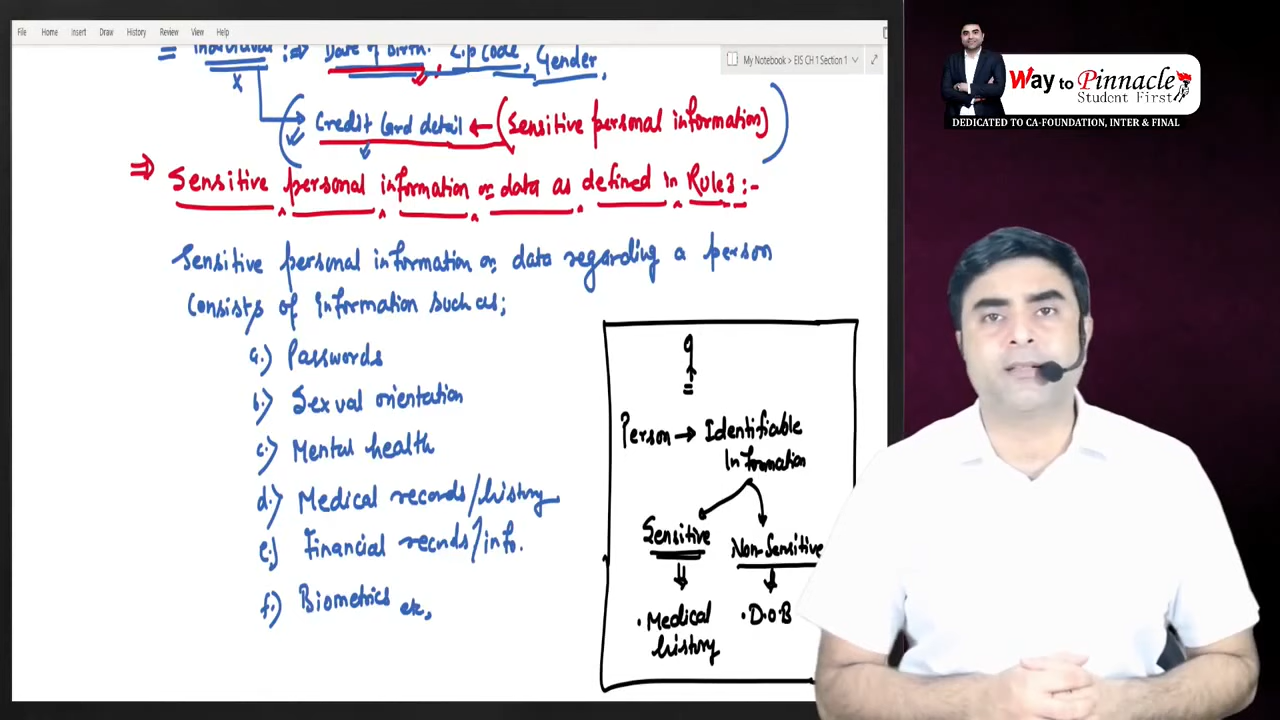 File Home Insert Draw History Review View Help
My Notebook > EIS CH 1 Section 1
= Individual :⇒ Date of Birth, Zip Code, Gender,
Credit Card detail ← (Sensitive personal information)
⇒ Sensitive personal information or data as defined in Rule3:-
Sensitive personal information or data regarding a person
consists of Information such as;
a.) Passwords
b.) Sexual orientation
c.) Mental health
d.) Medical records/history
e.) Financial records/info.
f.) Biometrics etc,
Person → Identifiable
Information
Sensitive
Non-Sensitive
• Medical
history
• D.O.B
Way to Pinnacle
Student First
DEDICATED TO CA-FOUNDATION, INTER & FINAL